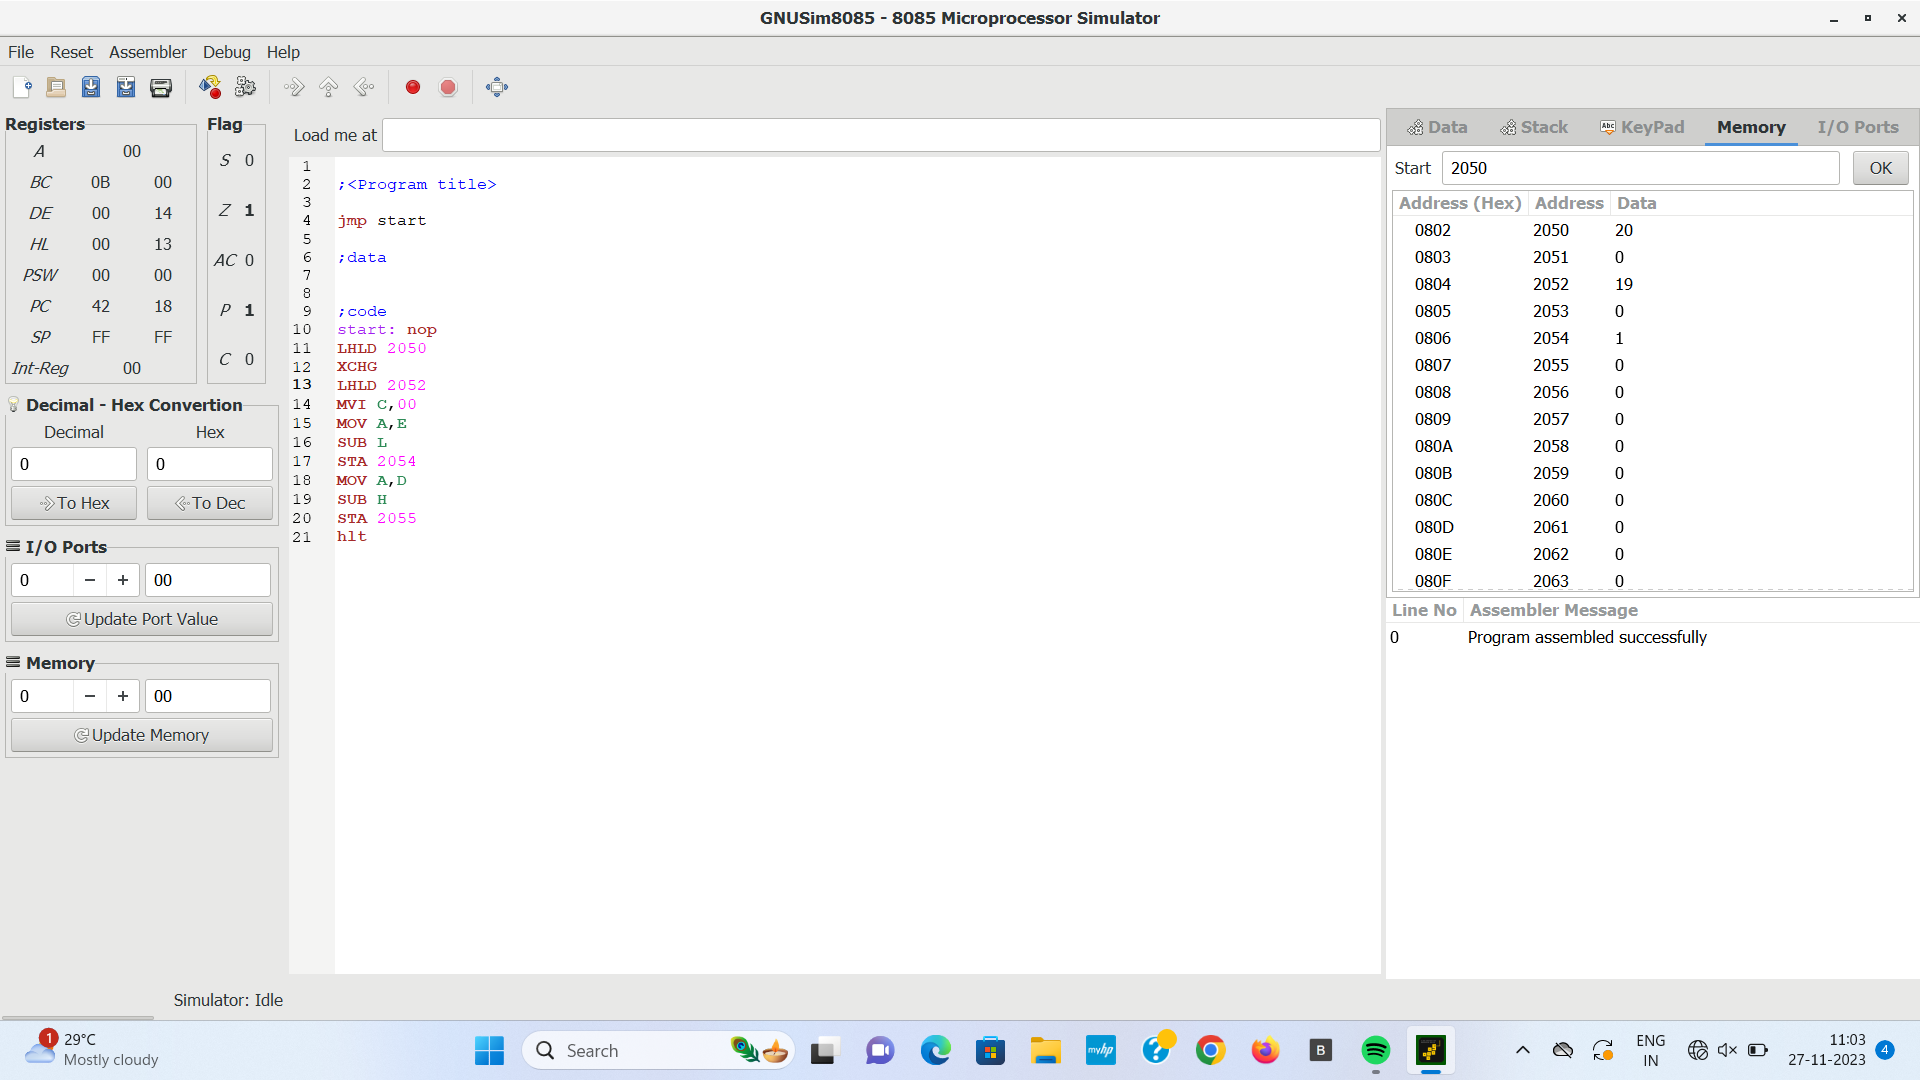 GNUSim8085 - 8085 Microprocessor Simulator
File Reset Assembler Debug Help
Registers
A 00
BC 0B 00
DE 00 14
HL 00 13
PSW 00 00
PC 42 18
SP FF FF
Int-Reg 00
Flag
S 0
Z 1
AC 0
P 1
C 0
Decimal - Hex Convertion
Decimal Hex
0 0
To Hex To Dec
I/O Ports
0 − + 00
Update Port Value
Memory
0 − + 00
Update Memory
Load me at
1
2 ;<Program title>
3
4 jmp start
5
6 ;data
7
8
9 ;code
10 start: nop
11 LHLD 2050
12 XCHG
13 LHLD 2052
14 MVI C,00
15 MOV A,E
16 SUB L
17 STA 2054
18 MOV A,D
19 SUB H
20 STA 2055
21 hlt
Data Stack Abc KeyPad Memory I/O Ports
Start 2050 OK
Address (Hex) Address Data
0802 2050 20
0803 2051 0
0804 2052 19
0805 2053 0
0806 2054 1
0807 2055 0
0808 2056 0
0809 2057 0
080A 2058 0
080B 2059 0
080C 2060 0
080D 2061 0
080E 2062 0
080F 2063 0
Line No Assembler Message
0 Program assembled successfully
Simulator: Idle
1 29°C
Mostly cloudy
Search
myhp
?
B
ENG
IN
11:03
27-11-2023
4